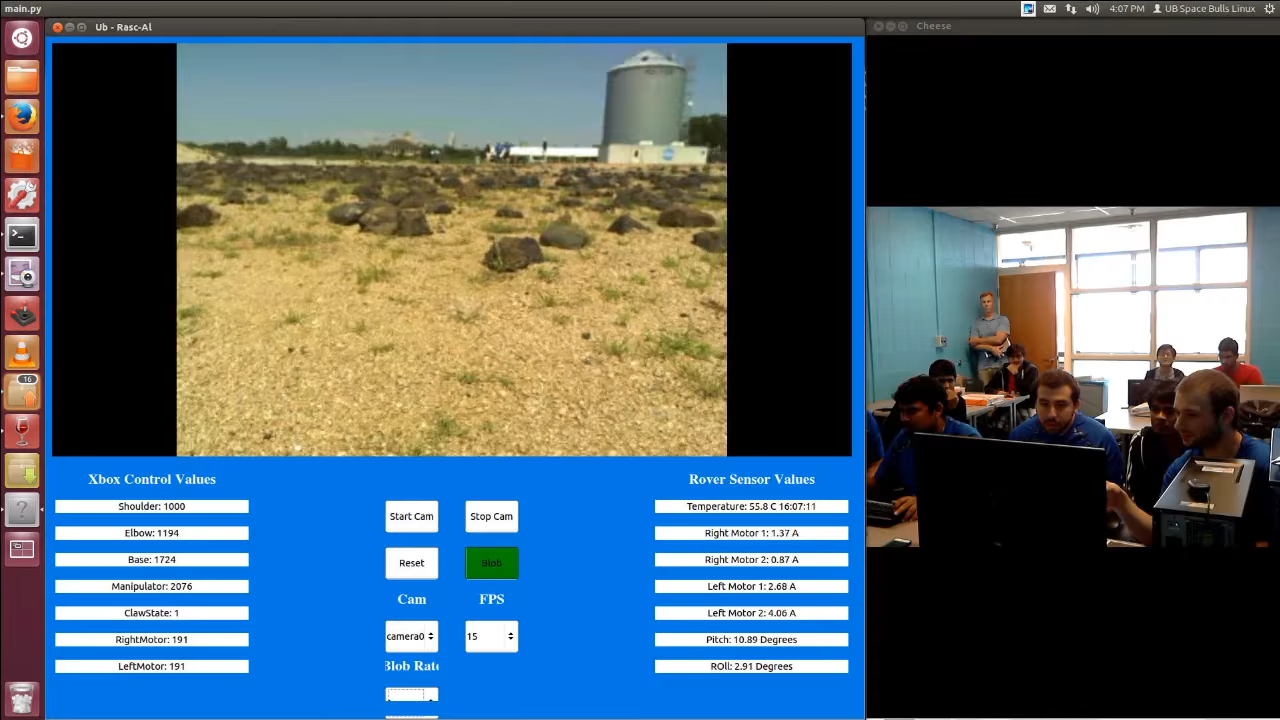 main.py
4:07 PM
UB Space Bulls Linux
Ub - Rasc-Al
Cheese
16
Xbox Control Values
Shoulder: 1000
Elbow: 1194
Base: 1724
Manipulator: 2076
ClawState: 1
RightMotor: 191
LeftMotor: 191
Start Cam
Stop Cam
Reset
Blob
Cam
FPS
camera0
15
Blob Rate
Rover Sensor Values
Temperature: 55.8 C 16:07:11
Right Motor 1: 1.37 A
Right Motor 2: 0.87 A
Left Motor 1: 2.68 A
Left Motor 2: 4.06 A
Pitch: 10.89 Degrees
ROll: 2.91 Degrees